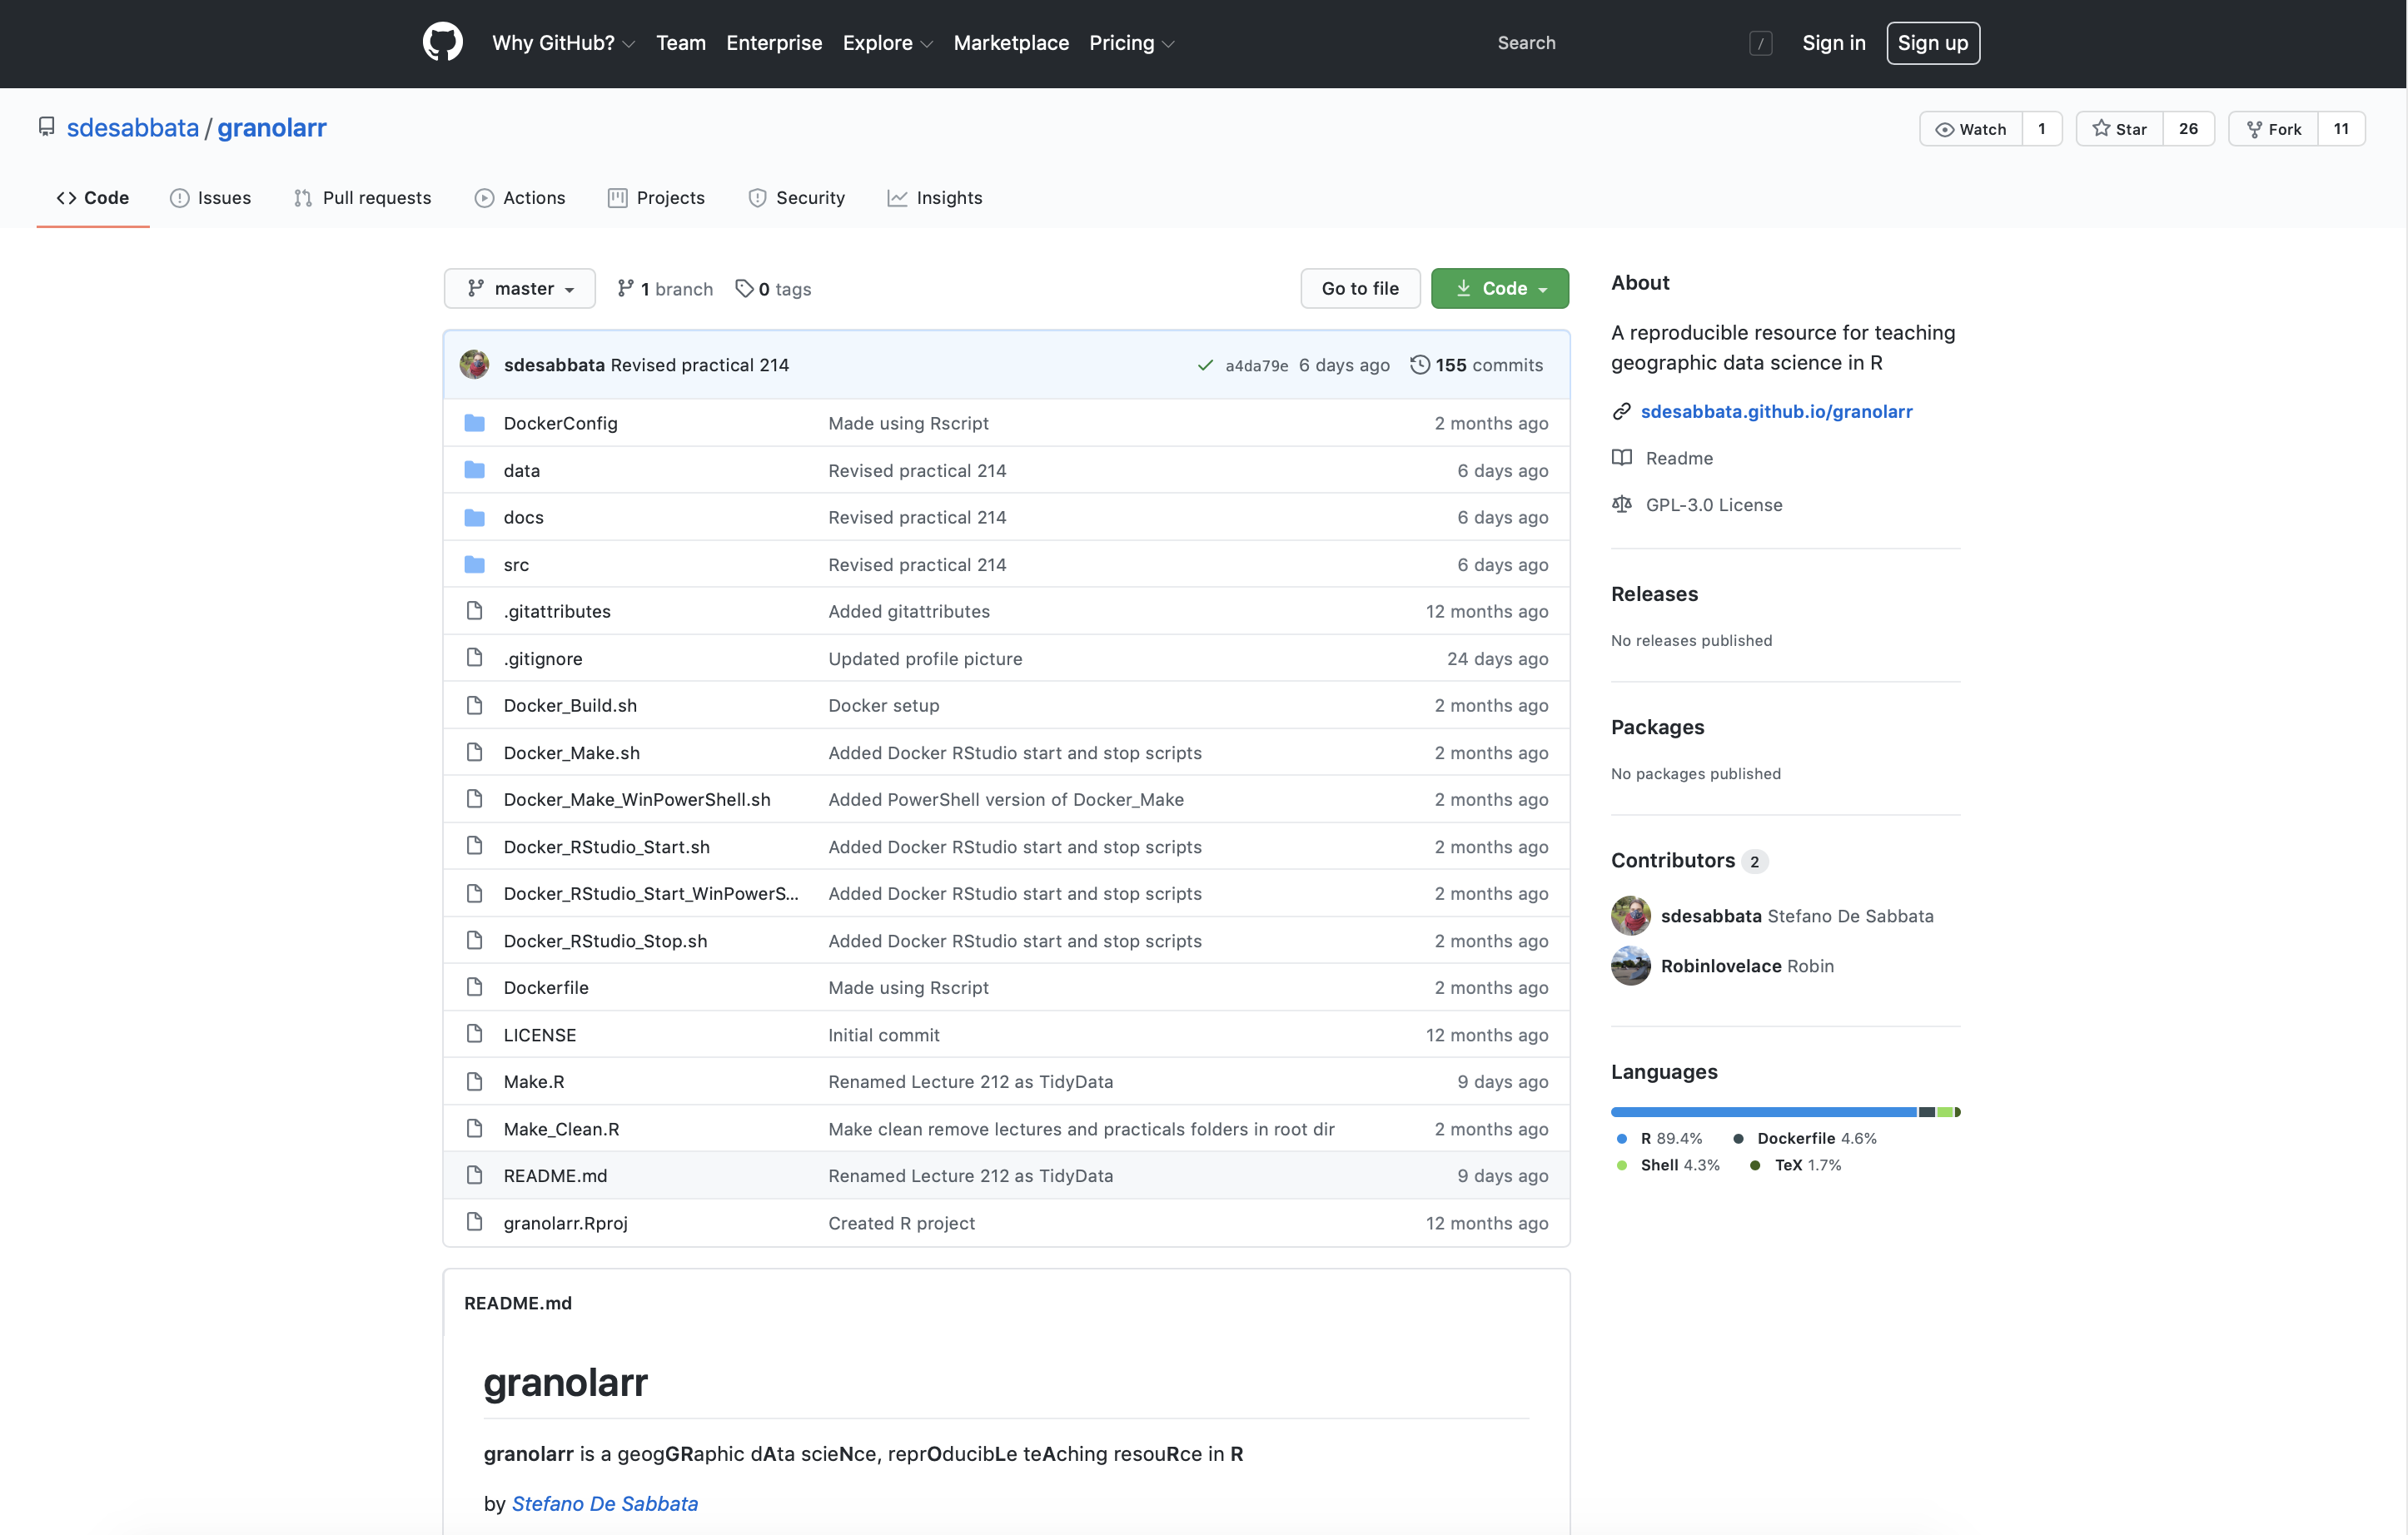 Why GitHub? Team Enterprise Explore Marketplace Pricing Search / Sign in Sign up
sdesabbata / granolarr Watch 1 Star 26 Fork 11
Code Issues Pull requests Actions Projects Security Insights
master 1 branch 0 tags Go to file Code
sdesabbata Revised practical 214 a4da79e 6 days ago 155 commits
DockerConfig Made using Rscript 2 months ago
data Revised practical 214 6 days ago
docs Revised practical 214 6 days ago
src Revised practical 214 6 days ago
.gitattributes Added gitattributes 12 months ago
.gitignore Updated profile picture 24 days ago
Docker_Build.sh Docker setup 2 months ago
Docker_Make.sh Added Docker RStudio start and stop scripts 2 months ago
Docker_Make_WinPowerShell.sh Added PowerShell version of Docker_Make 2 months ago
Docker_RStudio_Start.sh Added Docker RStudio start and stop scripts 2 months ago
Docker_RStudio_Start_WinPowerS... Added Docker RStudio start and stop scripts 2 months ago
Docker_RStudio_Stop.sh Added Docker RStudio start and stop scripts 2 months ago
Dockerfile Made using Rscript 2 months ago
LICENSE Initial commit 12 months ago
Make.R Renamed Lecture 212 as TidyData 9 days ago
Make_Clean.R Make clean remove lectures and practicals folders in root dir 2 months ago
README.md Renamed Lecture 212 as TidyData 9 days ago
granolarr.Rproj Created R project 12 months ago
README.md
granolarr
granolarr is a geogGRaphic dAta scieNce, reprOducibLe teAching resouRce in R
by Stefano De Sabbata
About
A reproducible resource for teaching
geographic data science in R
sdesabbata.github.io/granolarr
Readme
GPL-3.0 License
Releases
No releases published
Packages
No packages published
Contributors 2
sdesabbata Stefano De Sabbata
Robinlovelace Robin
Languages
R 89.4% Dockerfile 4.6%
Shell 4.3% TeX 1.7%